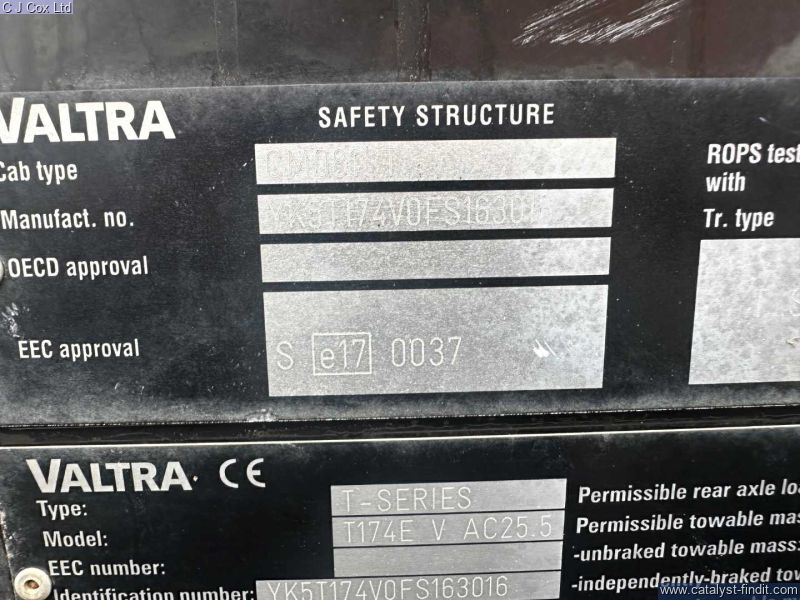 C J Cox Ltd
VALTRA
SAFETY STRUCTURE
Cab type
ROPS test
with
Manufact. no.
YK5T174V0FS16301
Tr. type
OECD approval
EEC approval
S e17 0037
VALTRA CE
Type:
T-SERIES
Permissible rear axle loa
Model:
T174E V AC25.5
Permissible towable mas
EEC number:
-unbraked towable mass:
Identification number:
YK5T174V0FS163016
-independently-braked tow
www.catalyst-findit.com